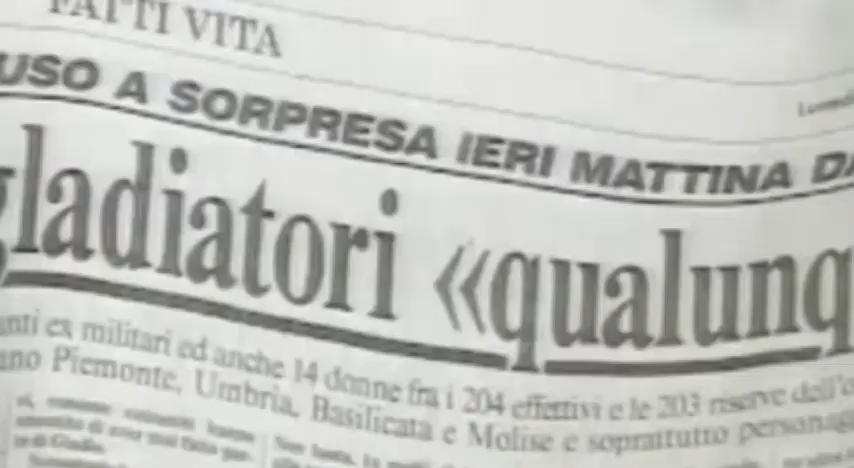 FATTI VITA
USO A SORPRESA IERI MATTINA DA
gladiatori «qualunq
anti ex militari ed anche 14 donne fra i 204 effettivi e le 203 riserve dell'o
ano Piemonte, Umbria, Basilicata e Molise e soprattutto personag